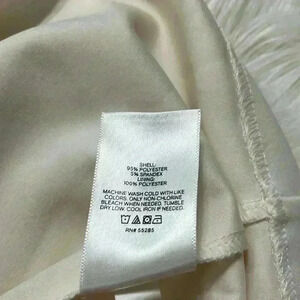 SHELL:
95% POLYESTER
5% SPANDEX
LINING:
100% POLYESTER
MACHINE WASH COLD WITH LIKE
COLORS, ONLY NON-CHLORINE
BLEACH WHEN NEEDED. TUMBLE
DRY LOW. COOL IRON IF NEEDED.
RN# 55285